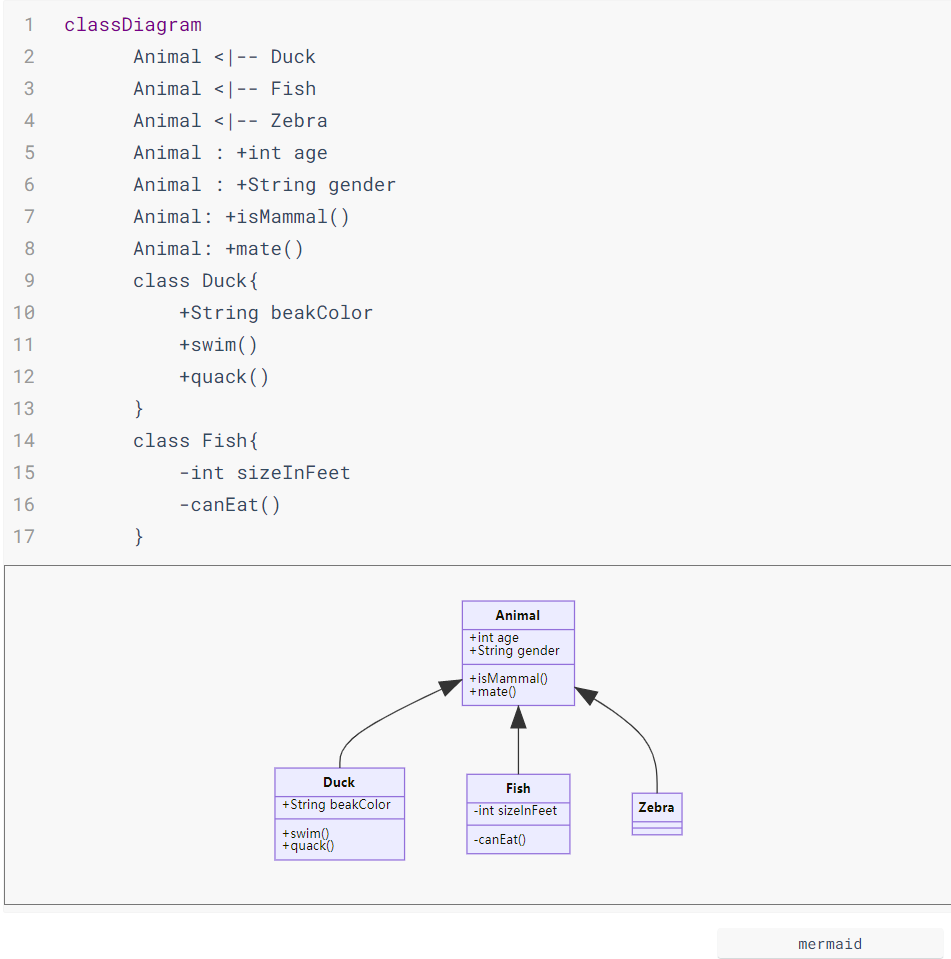 1 classDiagram
2 Animal <|-- Duck
3 Animal <|-- Fish
4 Animal <|-- Zebra
5 Animal : +int age
6 Animal : +String gender
7 Animal: +isMammal()
8 Animal: +mate()
9 class Duck{
10 +String beakColor
11 +swim()
12 +quack()
13 }
14 class Fish{
15 -int sizeInFeet
16 -canEat()
17 }
Animal
+int age
+String gender
+isMammal()
+mate()
Duck
+String beakColor
+swim()
+quack()
Fish
-int sizeInFeet
-canEat()
Zebra
mermaid